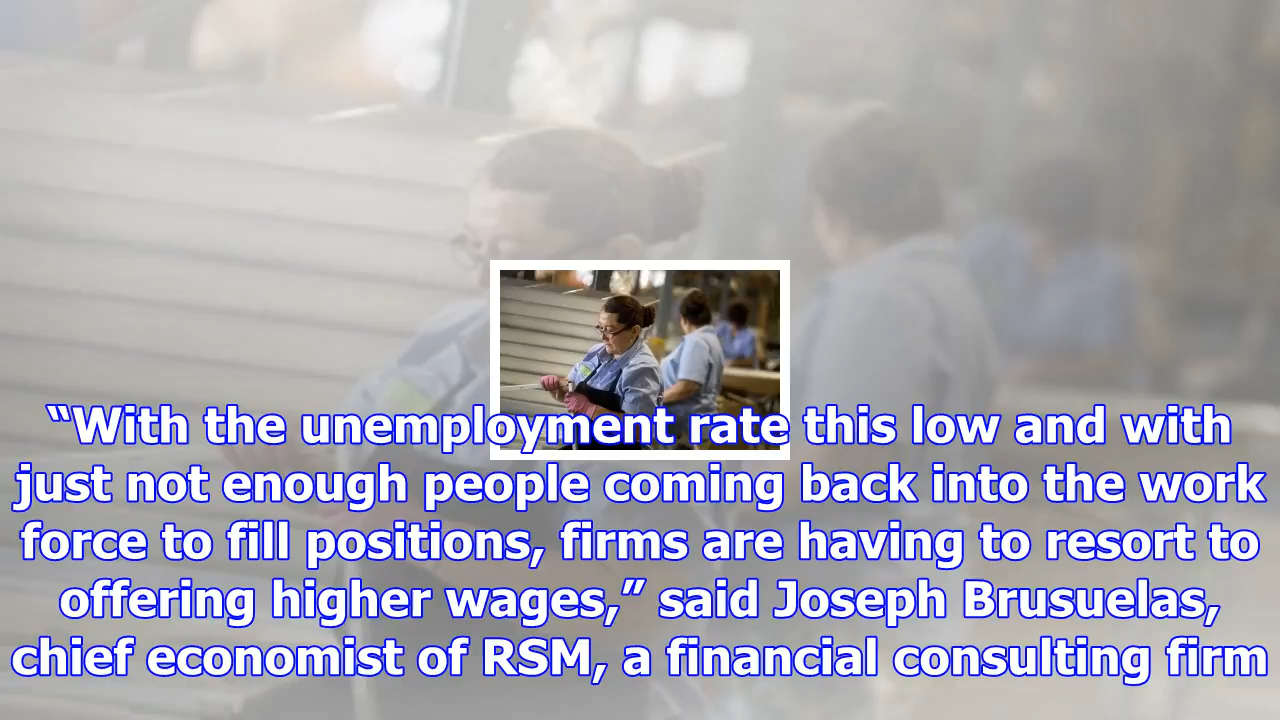 “With the unemployment rate this low and with
just not enough people coming back into the work
force to fill positions, firms are having to resort to
offering higher wages,” said Joseph Brusuelas,
chief economist of RSM, a financial consulting firm